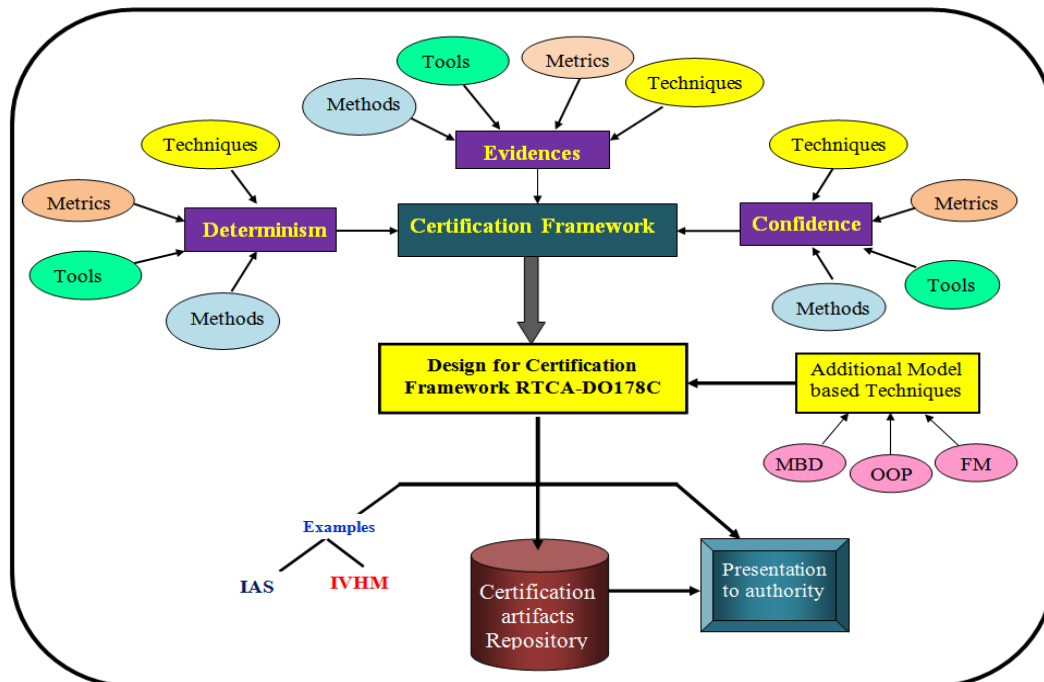 Metrics
Tools
Techniques
Methods
Evidences
Techniques
Techniques
Metrics
Metrics
Determinism
Certification Framework
Confidence
Tools
Tools
Methods
Methods
Design for Certification
Framework RTCA-DO178C
Additional Model
based Techniques
MBD
OOP
FM
Examples
IAS
IVHM
Certification
artifacts
Repository
Presentation
to authority